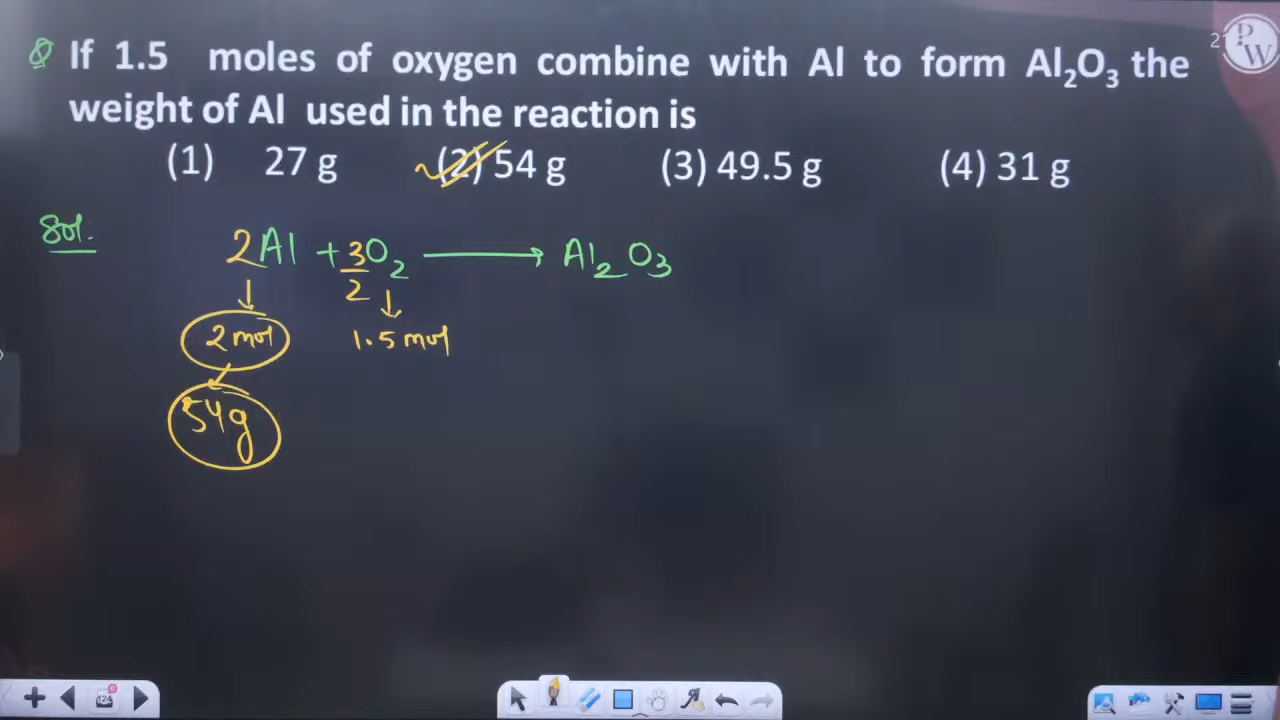 Q If 1.5 moles of oxygen combine with Al to form Al₂O₃ the
weight of Al used in the reaction is
(1) 27 g (2) 54 g (3) 49.5 g (4) 31 g
Sol.
2Al + 3/2 O₂ → Al₂O₃
2 mol 1.5 mol
54g
P
W
2
124